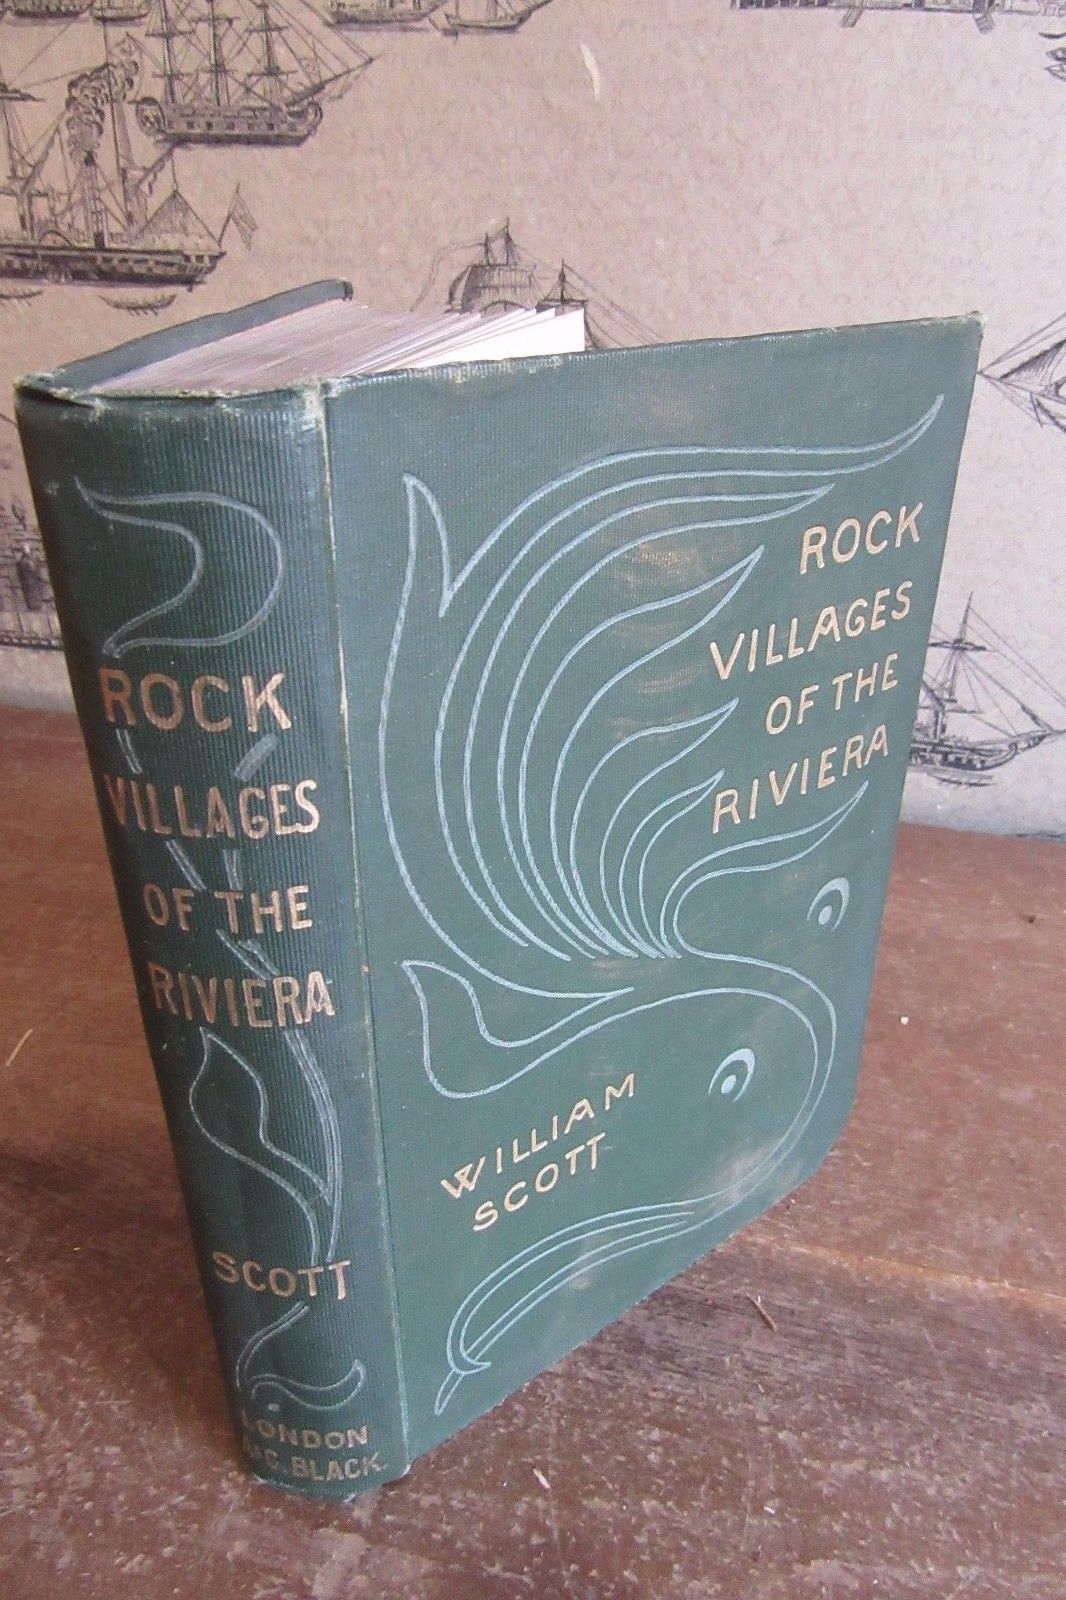 ROCK
VILLAGES
OF THE
RIVIERA
SCOTT
LONDON
A&C. BLACK
ROCK
VILLAGES
OF THE
RIVIERA
WILLIAM
SCOTT